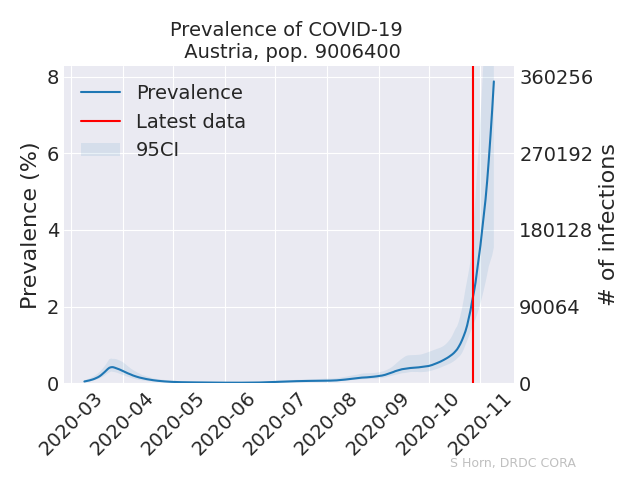 Prevalence of COVID-19
Austria, pop. 9006400
Prevalence (%)
8
6
4
2
0
Prevalence
Latest data
95CI
360256
270192
180128
90064
0
# of infections
2020-03
2020-04
2020-05
2020-06
2020-07
2020-08
2020-09
2020-10
2020-11
S Horn, DRDC CORA